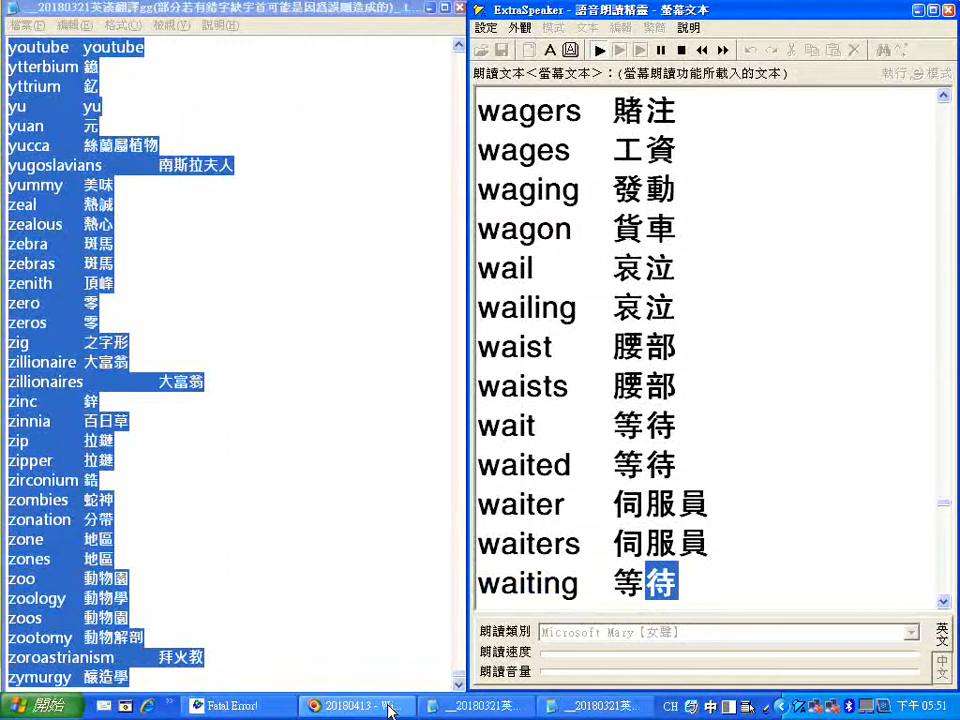 __20180321英漢翻譯gg(部分若有錯字缺字首可能是因為誤刪造成的)_t...
檔案(F) 編輯(E) 格式(O) 檢視(V) 說明(H)
youtube youtube
ytterbium 鐿
yttrium 釔
yu yu
yuan 元
yucca 絲蘭屬植物
yugoslavians 南斯拉夫人
yummy 美味
zeal 熱誠
zealous 熱心
zebra 斑馬
zebras 斑馬
zenith 頂峰
zero 零
zeros 零
zig 之字形
zillionaire 大富翁
zillionaires 大富翁
zinc 鋅
zinnia 百日草
zip 拉鏈
zipper 拉鏈
zirconium 鋯
zombies 蛇神
zonation 分帶
zone 地區
zones 地區
zoo 動物園
zoology 動物學
zoos 動物園
zootomy 動物解剖
zoroastrianism 拜火教
zymurgy 釀造學
ExtraSpeaker - 語音朗讀精靈 - 螢幕文本
設定 外觀 模式 文本 編輯 繁簡 說明
朗讀文本<螢幕文本>：(螢幕朗讀功能所載入的文本) 執行模式
wagers 賭注
wages 工資
waging 發動
wagon 貨車
wail 哀泣
wailing 哀泣
waist 腰部
waists 腰部
wait 等待
waited 等待
waiter 伺服員
waiters 伺服員
waiting 等待
朗讀類別 Microsoft Mary【女聲】 英文
朗讀速度
朗讀音量 中文
開始 Fatal Error! 20180413 - __20180321英... __20180321英... CH 中 下午 05:51